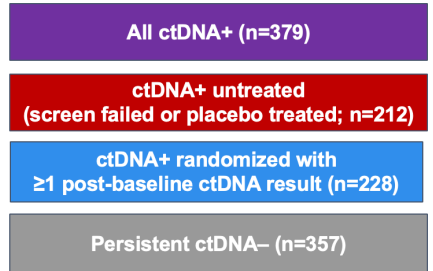 All ctDNA+ (n=379)
ctDNA+ untreated
(screen failed or placebo treated; n=212)
ctDNA+ randomized with
≥1 post-baseline ctDNA result (n=228)
Persistent ctDNA– (n=357)